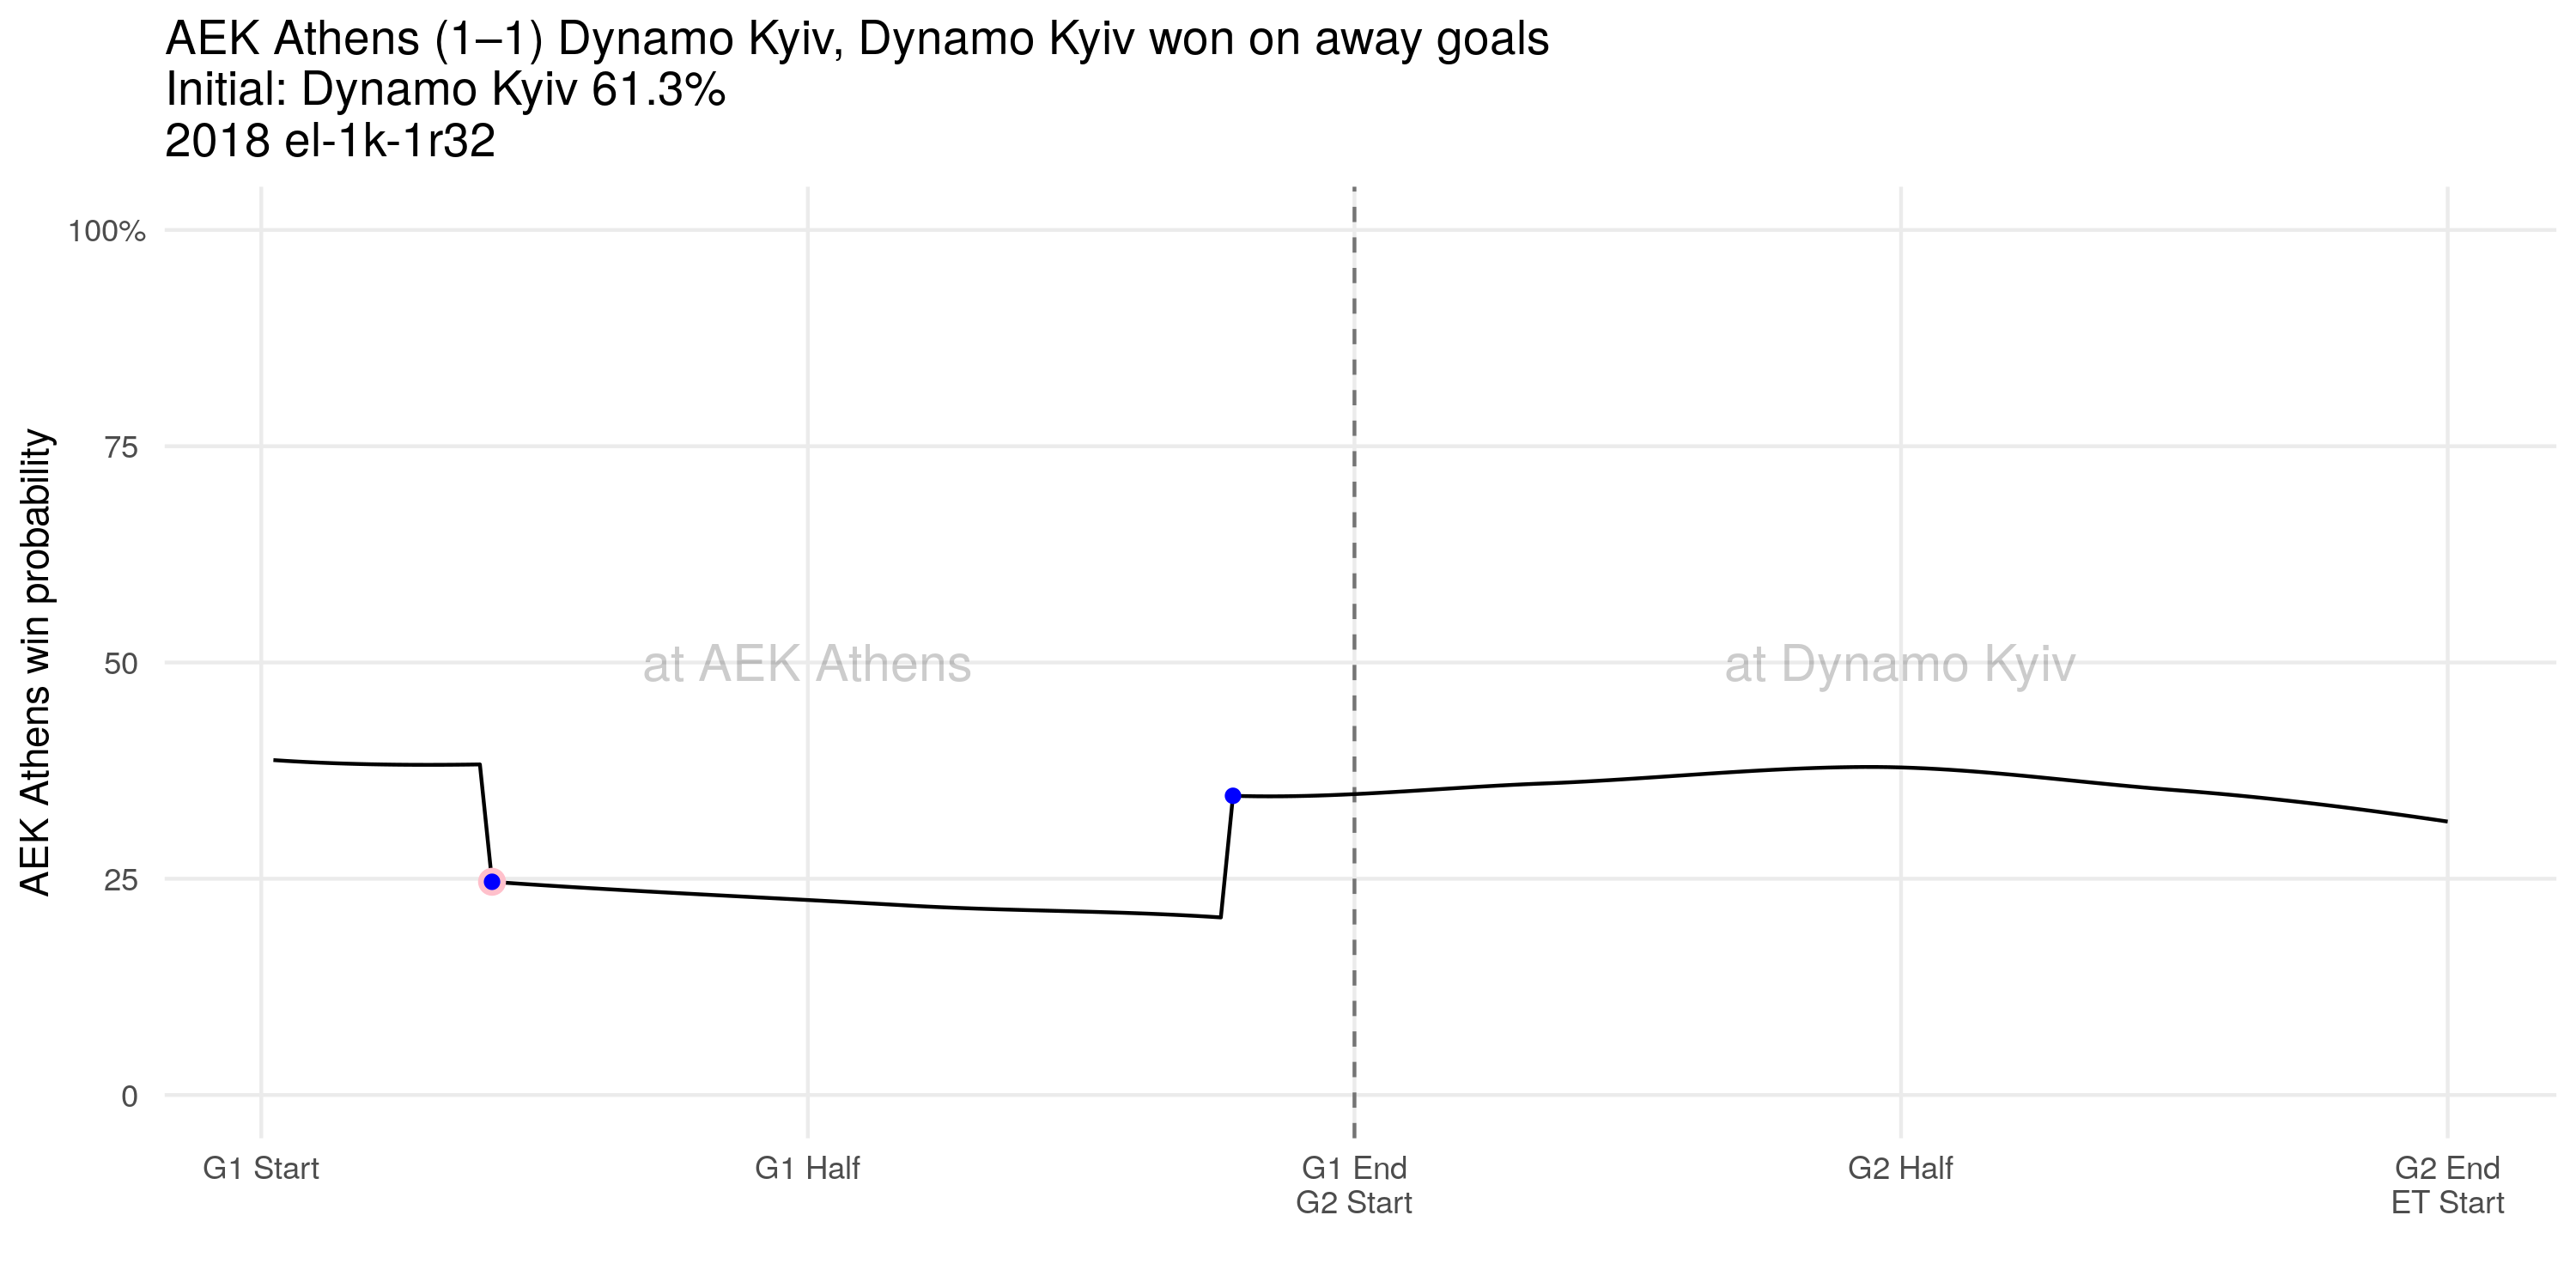 AEK Athens (1–1) Dynamo Kyiv, Dynamo Kyiv won on away goals
Initial: Dynamo Kyiv 61.3%
2018 el-1k-1r32
AEK Athens win probability
100%
75
50
25
0
at AEK Athens
at Dynamo Kyiv
G1 Start
G1 Half
G1 End
G2 Start
G2 Half
G2 End
ET Start